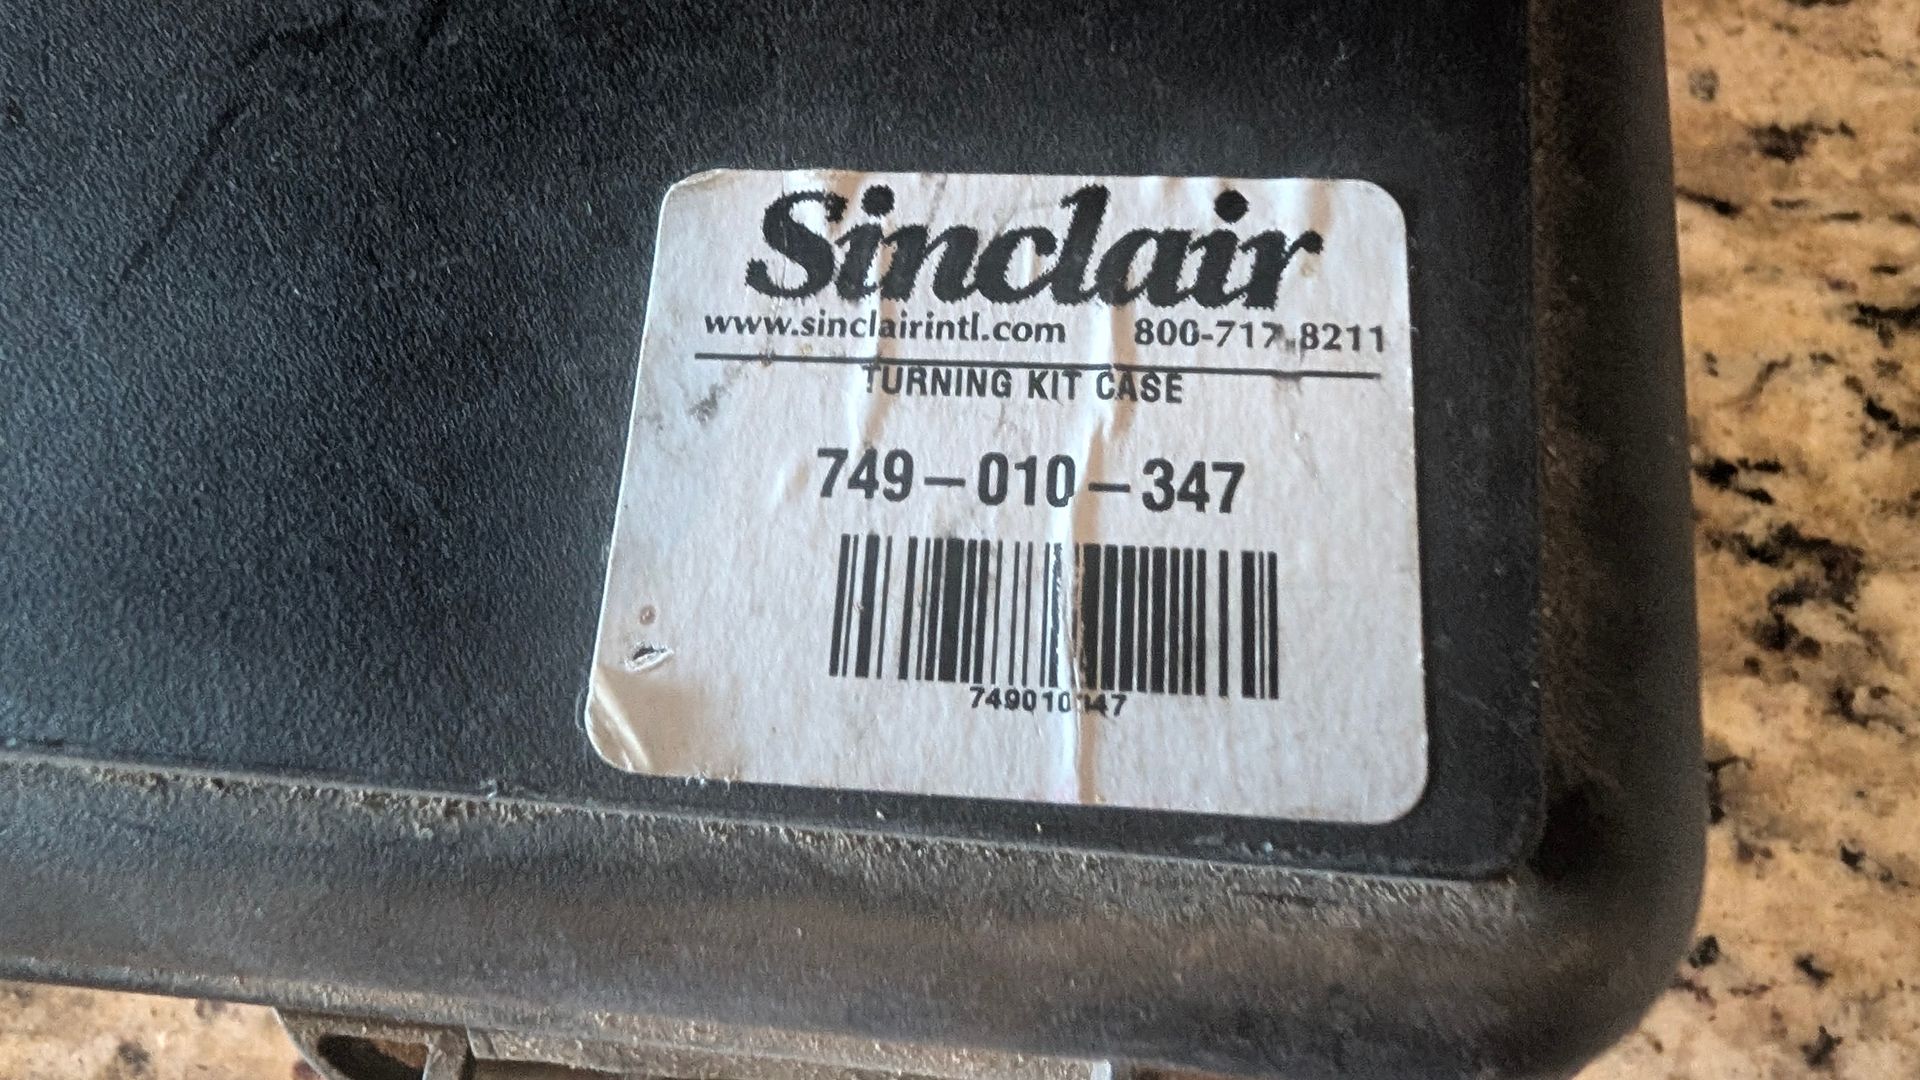 Sinclair
www.sinclairintl.com 800-717-8211
TURNING KIT CASE
749-010-347